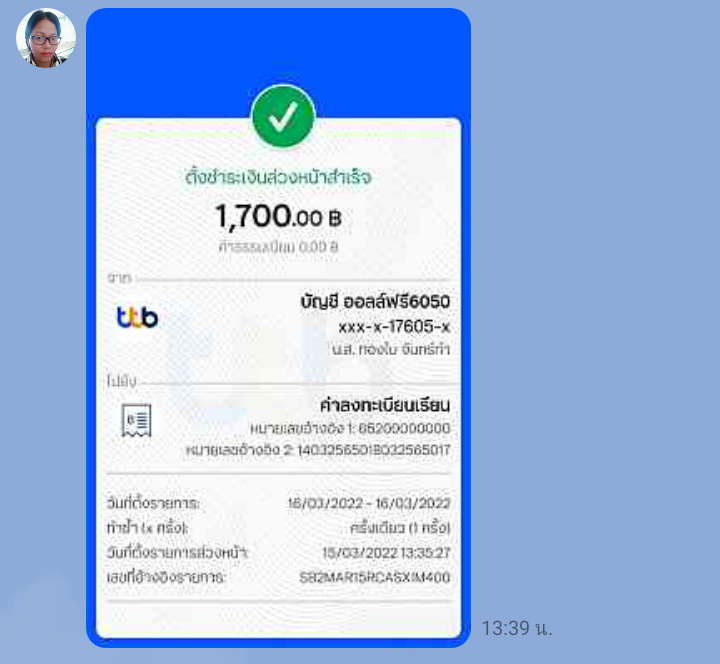 ตั้งชำระเงินล่วงหน้าสำเร็จ
1,700.00 ฿
ค่าธรรมเนียม 0.00 ฿
จาก
ttb
บัญชี ออลล์ฟรี6050
xxx-x-17605-x
น.ส. ทองใบ จันทร์ทำ
ไปยัง
ค่าลงทะเบียนเรียน
หมายเลขอ้างอิง 1: 65200000000
หมายเลขอ้างอิง 2: 14032565018032565017
วันที่ตั้งรายการ: 16/03/2022 - 16/03/2022
ทำซ้ำ (x ครั้ง): ครั้งเดียว (1 ครั้ง)
วันที่ตั้งรายการล่วงหน้า: 15/03/2022 13:35:27
เลขที่อ้างอิงรายการ: S82MAR15RCASXIM400
13:39 น.